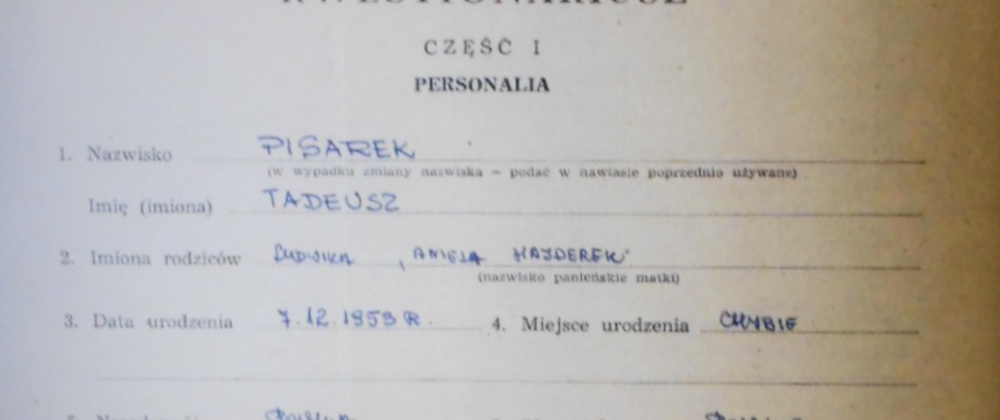 KWESTIONARIUSZ
CZĘŚĆ I
PERSONALIA
1. Nazwisko PISAREK
(w wypadku zmiany nazwiska – podać w nawiasie poprzednio używane)
Imię (imiona) TADEUSZ
2. Imiona rodziców LUDWIKA, ANIELA HAJDEREK
(nazwisko panieńskie matki)
3. Data urodzenia 7.12.1953 R. 4. Miejsce urodzenia CHYBIE